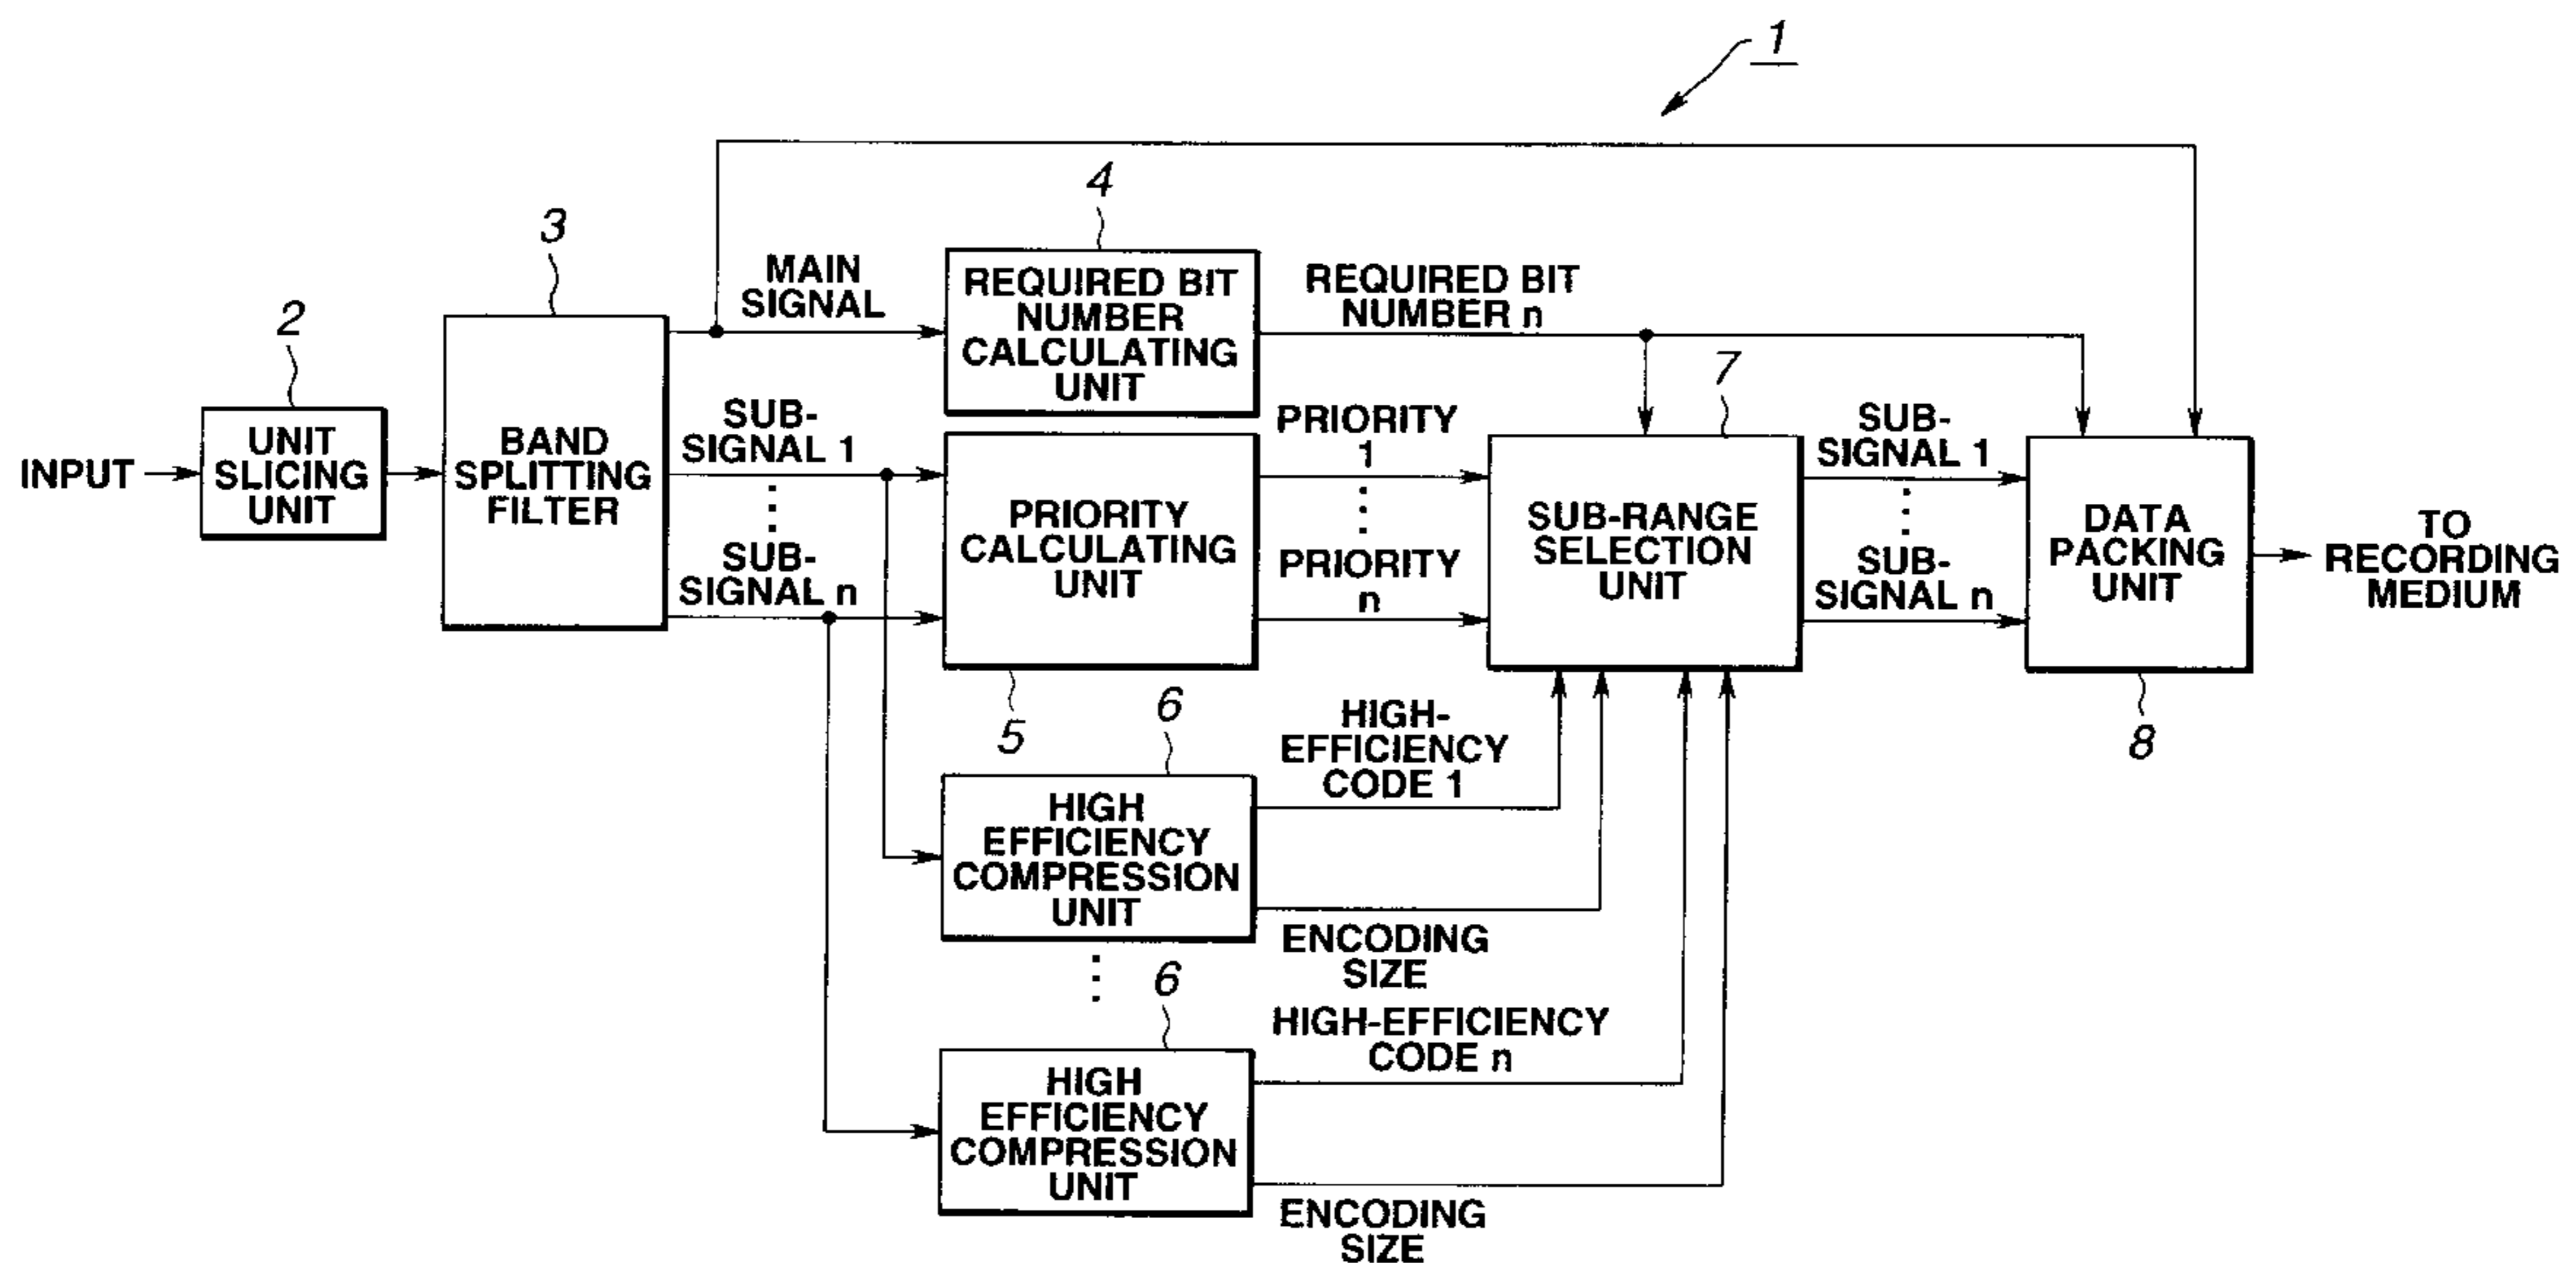 1
4
3
MAIN
SIGNAL
REQUIRED BIT
NUMBER
CALCULATING
UNIT
REQUIRED BIT
NUMBER n
2
7
INPUT
UNIT
SLICING
UNIT
BAND
SPLITTING
FILTER
SUB-
SIGNAL 1
SUB-
SIGNAL n
PRIORITY
CALCULATING
UNIT
5
PRIORITY
1
PRIORITY
n
SUB-RANGE
SELECTION
UNIT
SUB-
SIGNAL 1
SUB-
SIGNAL n
DATA
PACKING
UNIT
8
TO
RECORDING
MEDIUM
6
HIGH
EFFICIENCY
COMPRESSION
UNIT
HIGH-
EFFICIENCY
CODE 1
ENCODING
SIZE
6
HIGH
EFFICIENCY
COMPRESSION
UNIT
HIGH-EFFICIENCY
CODE n
ENCODING
SIZE